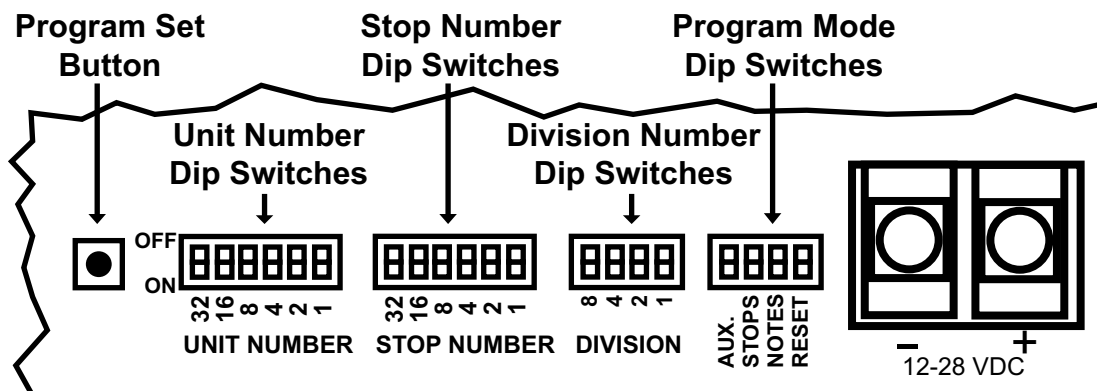 Program Set
Button
Stop Number
Dip Switches
Program Mode
Dip Switches
Unit Number
Dip Switches
Division Number
Dip Switches
OFF
ON
32 16 8 4 2 1
UNIT NUMBER
32 16 8 4 2 1
STOP NUMBER
8 4 2 1
DIVISION
AUX.
STOPS
NOTES
RESET
– +
12-28 VDC